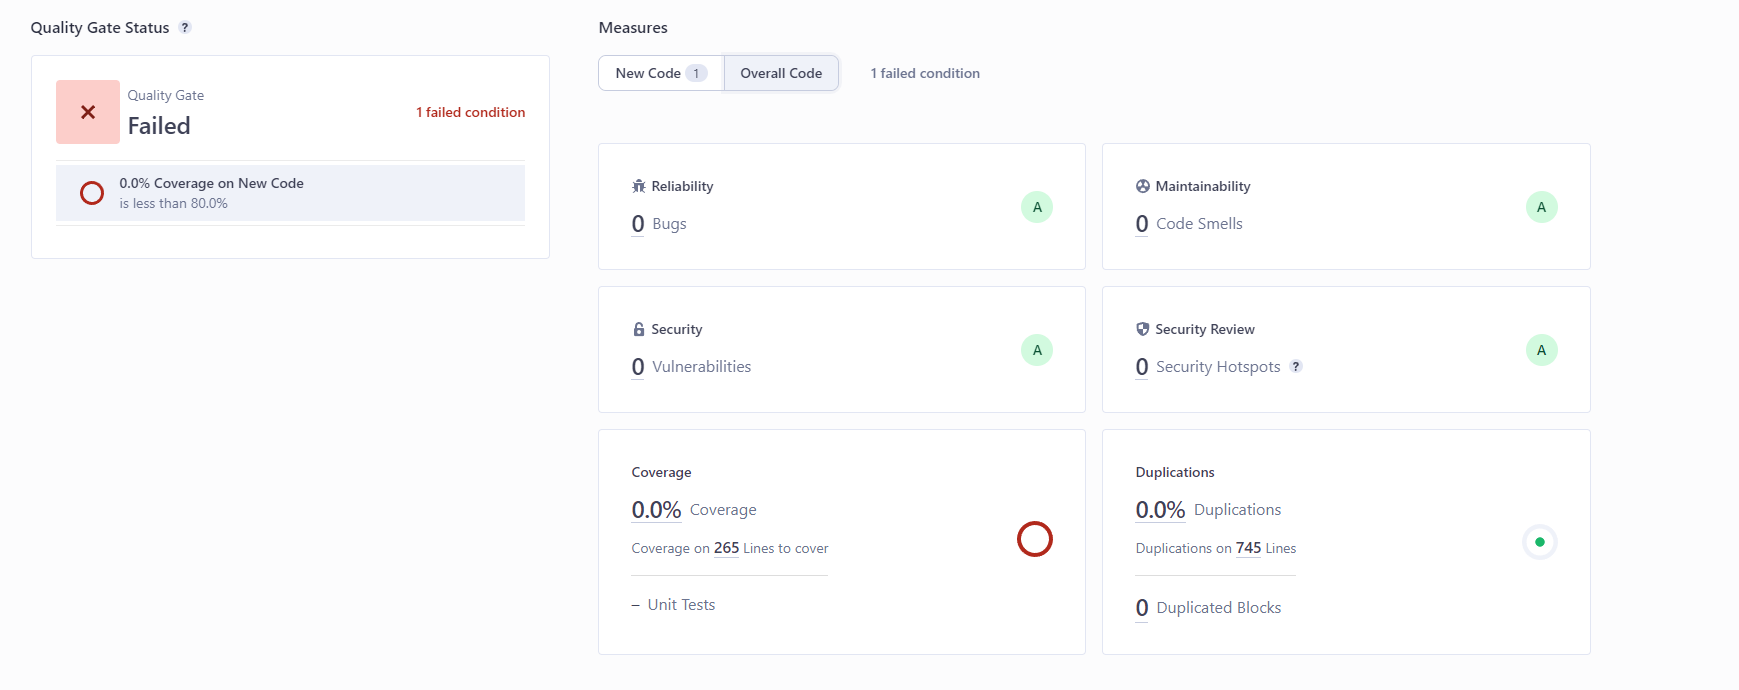 Quality Gate Status ?
Quality Gate
Failed
1 failed condition
0.0% Coverage on New Code
is less than 80.0%
Measures
New Code 1 Overall Code 1 failed condition
Reliability
0 Bugs
A
Maintainability
0 Code Smells
A
Security
0 Vulnerabilities
A
Security Review
0 Security Hotspots ?
A
Coverage
0.0% Coverage
Coverage on 265 Lines to cover
– Unit Tests
Duplications
0.0% Duplications
Duplications on 745 Lines
0 Duplicated Blocks